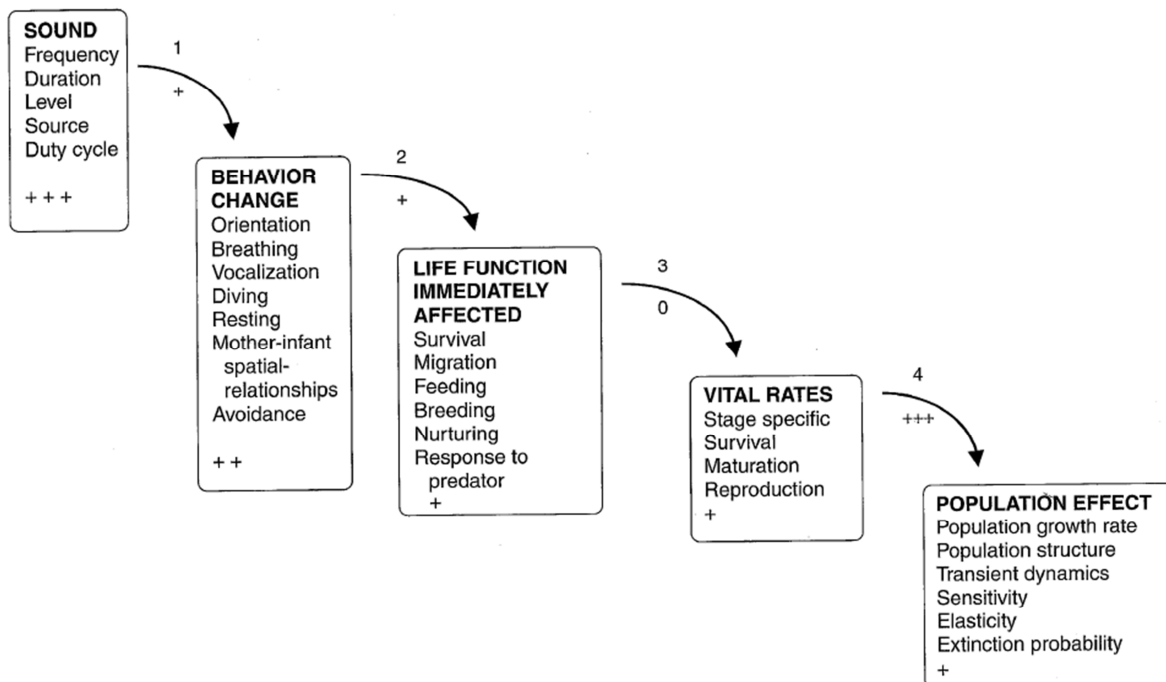 SOUND
Frequency
Duration
Level
Source
Duty cycle
+ + +
1
+
BEHAVIOR
CHANGE
Orientation
Breathing
Vocalization
Diving
Resting
Mother-infant
spatial-
relationships
Avoidance
+ +
2
+
LIFE FUNCTION
IMMEDIATELY
AFFECTED
Survival
Migration
Feeding
Breeding
Nurturing
Response to
predator
+
3
0
VITAL RATES
Stage specific
Survival
Maturation
Reproduction
+
4
+++
POPULATION EFFECT
Population growth rate
Population structure
Transient dynamics
Sensitivity
Elasticity
Extinction probability
+